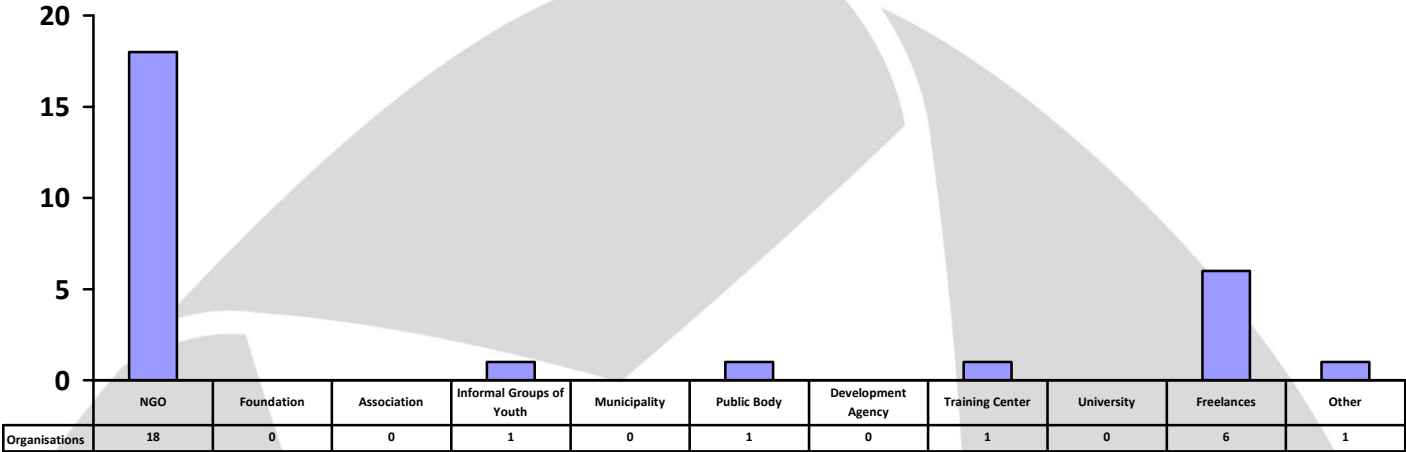 20
15
10
5
0
NGO
Foundation
Association
Informal Groups of
Youth
Municipality
Public Body
Development
Agency
Training Center
University
Freelances
Other
Organisations 18 0 0 1 0 1 0 1 0 6 1